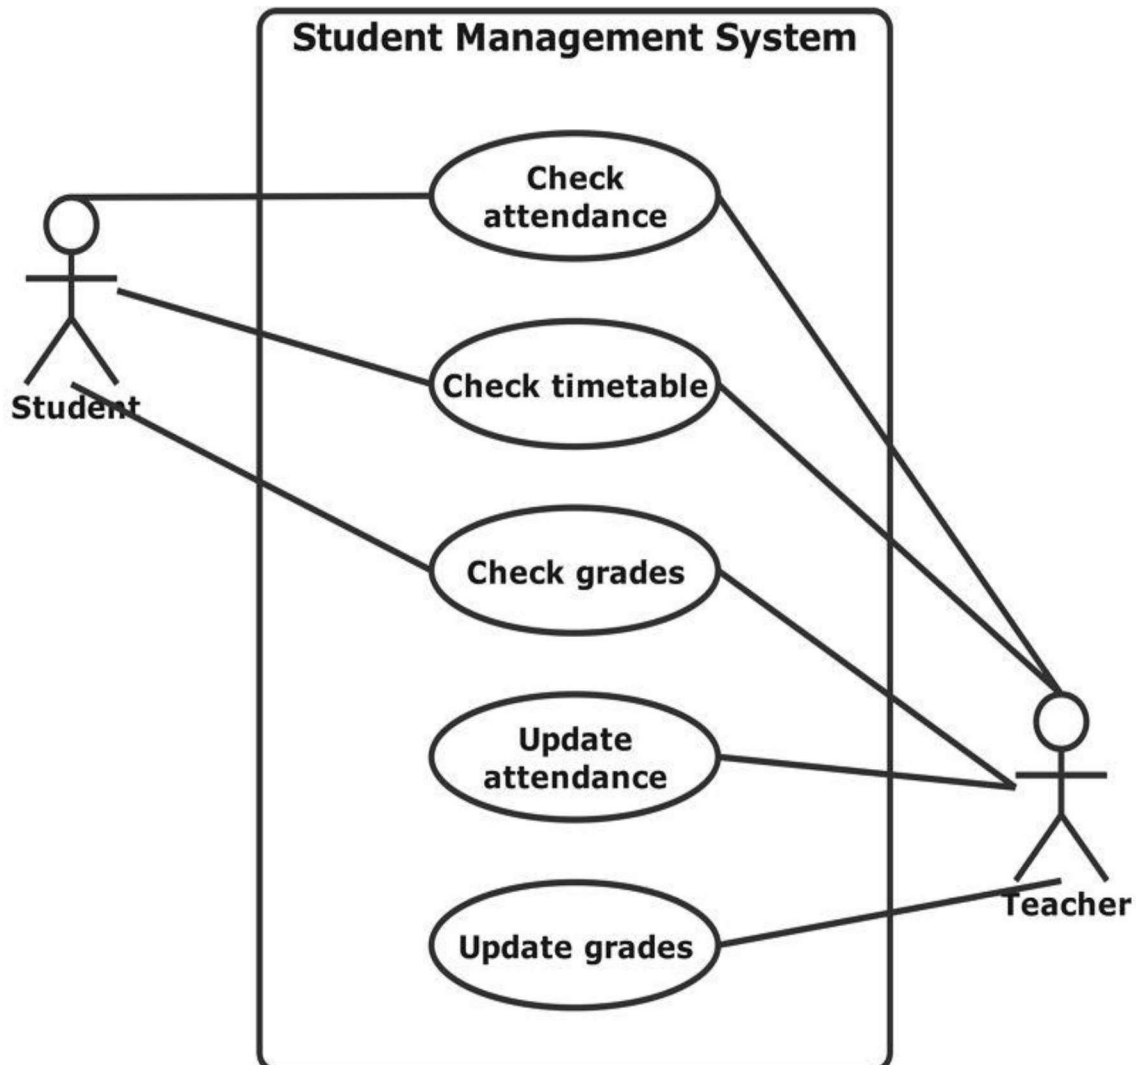 Student Management System
Check
attendance
Check timetable
Student
Check grades
Update
attendance
Teacher
Update grades